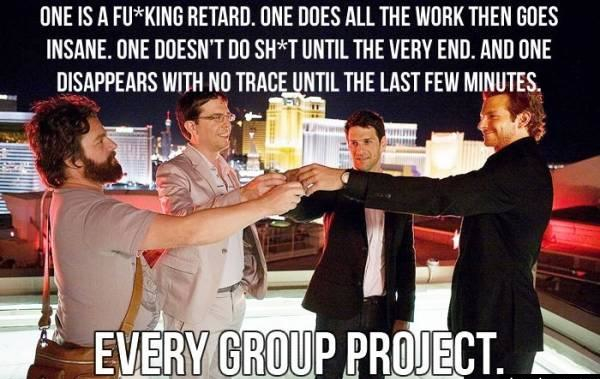 ONE IS A FU*KING RETARD. ONE DOES ALL THE WORK THEN GOES
INSANE. ONE DOESN'T DO SH*T UNTIL THE VERY END. AND ONE
DISAPPEARS WITH NO TRACE UNTIL THE LAST FEW MINUTES.
EVERY GROUP PROJECT.